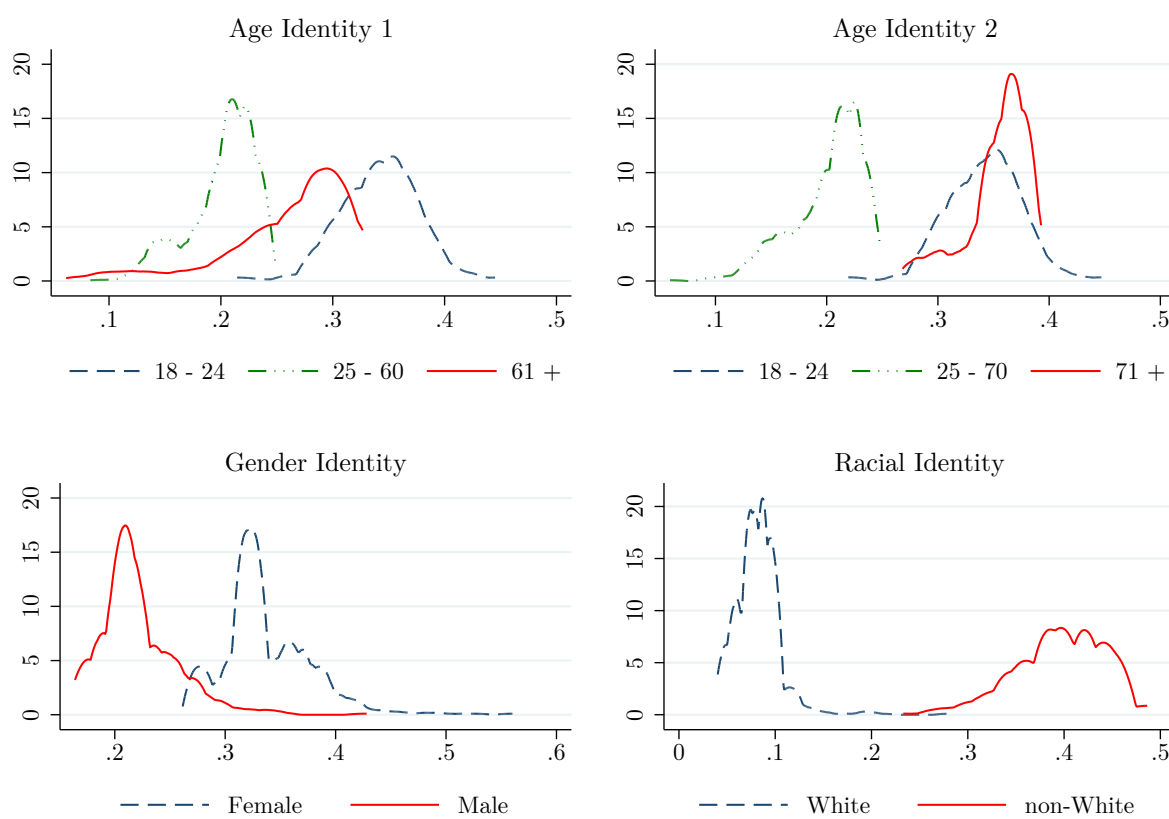 Age Identity 1
20
15
10
5
0
.1 .2 .3 .4 .5
18 - 24 25 - 60 61 +
Age Identity 2
20
15
10
5
0
.1 .2 .3 .4 .5
18 - 24 25 - 70 71 +
Gender Identity
20
15
10
5
0
.2 .3 .4 .5 .6
Female Male
Racial Identity
20
15
10
5
0
0 .1 .2 .3 .4 .5
White non-White